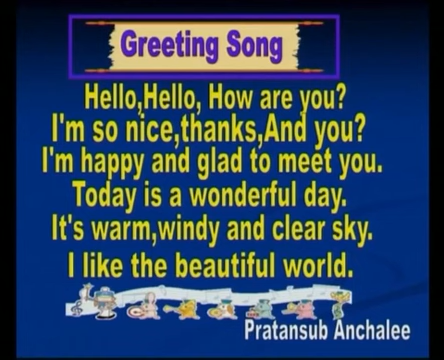 Greeting Song
Hello,Hello, How are you?
I'm so nice,thanks,And you?
I'm happy and glad to meet you.
Today is a wonderful day.
It's warm,windy and clear sky.
I like the beautiful world.
Pratansub Anchalee